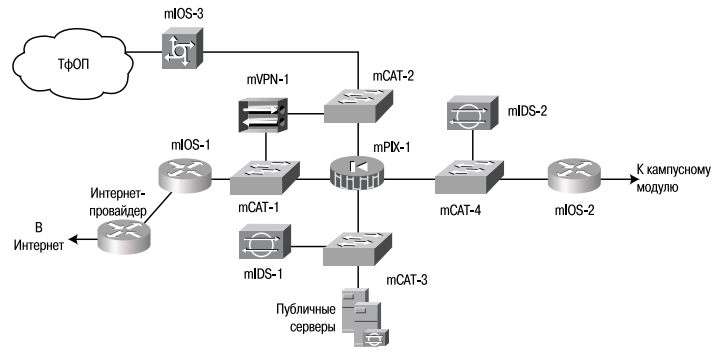 mIOS-3
ТфОП
mVPN-1
mCAT-2
mIDS-2
mIOS-1
mPIX-1
К кампусному
модулю
Интернет-
провайдер
mCAT-1
mCAT-4
mIOS-2
В
Интернет
mIDS-1
mCAT-3
Публичные
серверы